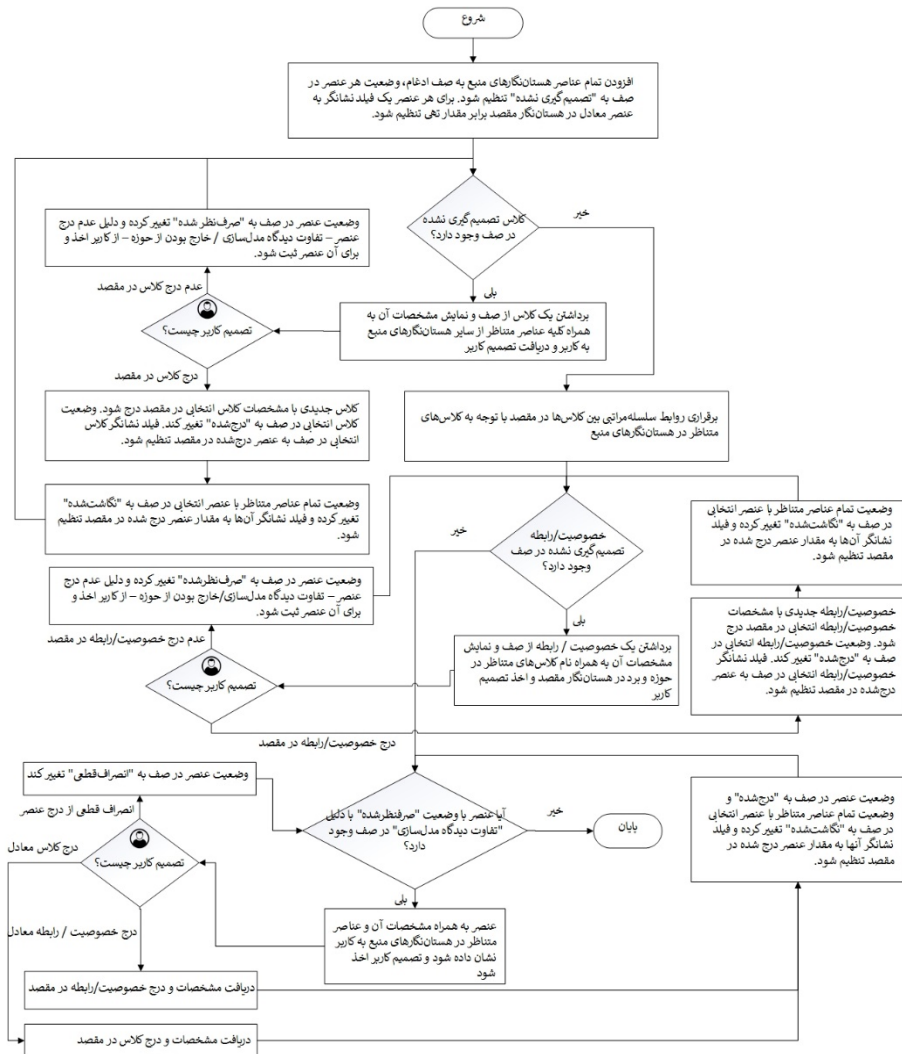 شروع
افزودن تمام عناصر هستان‌نگارهای منبع به صف ادغام، وضعیت هر عنصر در
صف به "تصمیم‌گیری نشده" تنظیم شود. برای هر عنصر یک فیلد نشانگر به
عنصر معادل در هستان‌نگار مقصد برابر مقدار تهی تنظیم شود.
کلاس تصمیم‌گیری نشده
در صف وجود دارد؟
خیر
بلی
وضعیت عنصر در صف به "صرف‌نظر شده" تغییر کرده و دلیل عدم درج
عنصر – تفاوت دیدگاه مدل‌سازی / خارج بودن از حوزه – از کاربر اخذ و
برای آن عنصر ثبت شود.
عدم درج کلاس در مقصد
برداشتن یک کلاس از صف و نمایش مشخصات آن به
همراه کلیه عناصر متناظر از سایر هستان‌نگارهای منبع
به کاربر و دریافت تصمیم کاربر
تصمیم کاربر چیست؟
درج کلاس در مقصد
کلاس جدیدی با مشخصات کلاس انتخابی در مقصد درج شود. وضعیت
کلاس انتخابی در صف به "درج‌شده" تغییر کند. فیلد نشانگر کلاس
انتخابی در صف به عنصر درج‌شده در مقصد تنظیم شود.
برقراری روابط سلسله‌مراتبی بین کلاس‌ها در مقصد با توجه به کلاس‌های
متناظر در هستان‌نگارهای منبع
وضعیت تمام عناصر متناظر با عنصر انتخابی در صف به "نگاشت‌شده"
تغییر کرده و فیلد نشانگر آن‌ها به مقدار عنصر درج شده در مقصد تنظیم
شود.
خصوصیت/رابطه
تصمیم‌گیری نشده در صف
وجود دارد؟
خیر
بلی
وضعیت تمام عناصر متناظر با عنصر انتخابی
در صف به "نگاشت‌شده" تغییر کرده و فیلد
نشانگر آن‌ها به مقدار عنصر درج شده در
مقصد تنظیم شود.
وضعیت عنصر در صف به "صرف‌نظرشده" تغییر کرده و دلیل عدم درج
عنصر – تفاوت دیدگاه مدل‌سازی/خارج بودن از حوزه – از کاربر اخذ و
برای آن عنصر ثبت شود.
عدم درج خصوصیت/رابطه در مقصد
خصوصیت/رابطه جدیدی با مشخصات
خصوصیت/رابطه انتخابی در مقصد درج
شود. وضعیت خصوصیت/رابطه انتخابی در
صف به "درج‌شده" تغییر کند. فیلد نشانگر
خصوصیت/رابطه انتخابی در صف به عنصر
درج‌شده در مقصد تنظیم شود.
برداشتن یک خصوصیت / رابطه از صف و نمایش
مشخصات آن به همراه نام کلاس‌های متناظر در
حوزه و برد در هستان‌نگار مقصد و اخذ تصمیم
کاربر
تصمیم کاربر چیست؟
درج خصوصیت/رابطه در مقصد
وضعیت عنصر در صف به "انصراف‌قطعی" تغییر کند
انصراف قطعی از درج عنصر
آیا عنصر با وضعیت "صرفنظرشده" با دلیل
"تفاوت دیدگاه مدل‌سازی" در صف وجود
دارد؟
خیر
پایان
بلی
وضعیت عنصر در صف به "درج‌شده" و
وضعیت تمام عناصر متناظر با عنصر انتخابی
در صف به "نگاشت‌شده" تغییر کرده و فیلد
نشانگر آنها به مقدار عنصر درج شده در
مقصد تنظیم شود.
درج کلاس معادل
تصمیم کاربر چیست؟
درج خصوصیت / رابطه معادل
عنصر به همراه مشخصات آن و عناصر
متناظر در هستان‌نگارهای منبع به کاربر
نشان داده شود و تصمیم کاربر اخذ
شود
دریافت مشخصات و درج خصوصیت/رابطه در مقصد
دریافت مشخصات و درج کلاس در مقصد